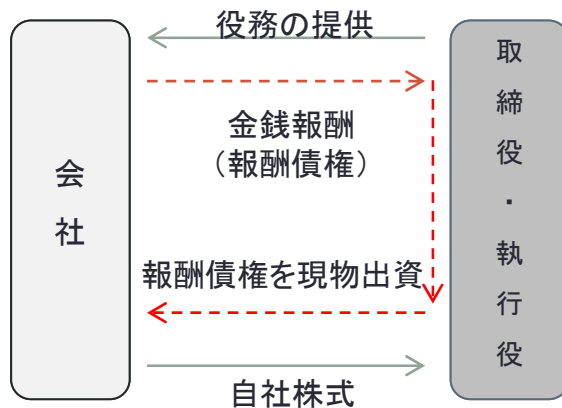 役務の提供
会社
金銭報酬
（報酬債権）
報酬債権を現物出資
自社株式
取締役・執行役